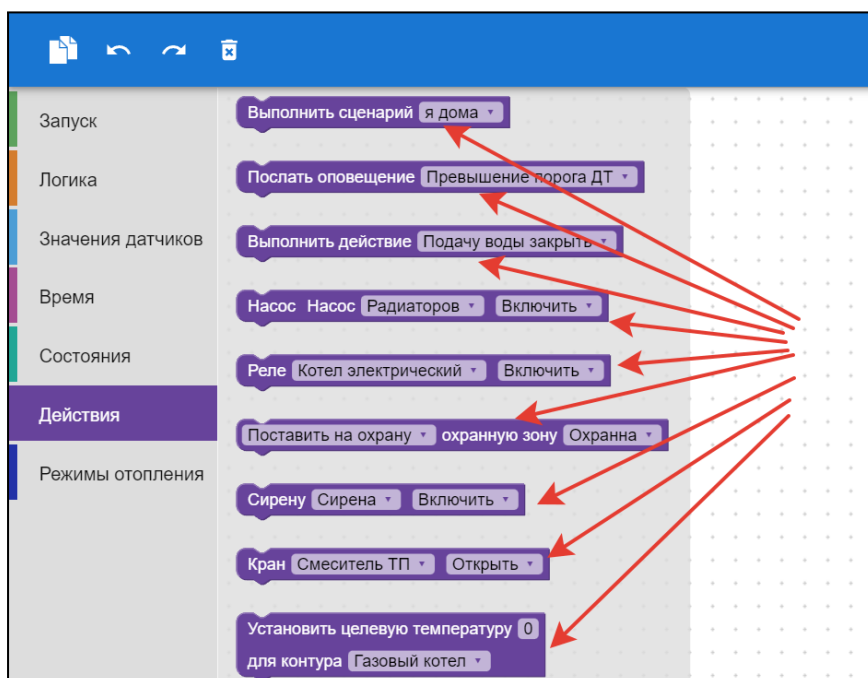 Запуск
Логика
Значения датчиков
Время
Состояния
Действия
Режимы отопления
Выполнить сценарий я дома
Послать оповещение Превышение порога ДТ
Выполнить действие Подачу воды закрыть
Насос Насос Радиаторов Включить
Реле Котел электрический Включить
Поставить на охрану охранную зону Охранна
Сирену Сирена Включить
Кран Смеситель ТП Открыть
Установить целевую температуру 0
для контура Газовый котел